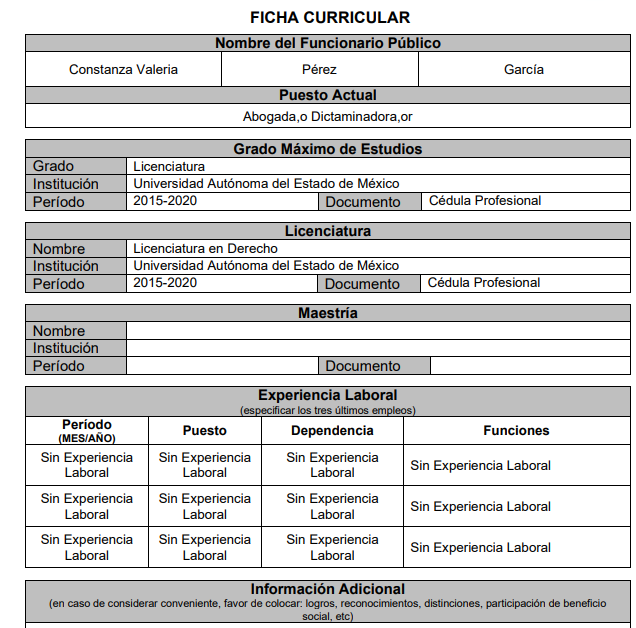 FICHA CURRICULAR
Nombre del Funcionario Público
Constanza Valeria Pérez García
Puesto Actual
Abogada,o Dictaminadora,or
Grado Máximo de Estudios
Grado Licenciatura
Institución Universidad Autónoma del Estado de México
Período 2015-2020 Documento Cédula Profesional
Licenciatura
Nombre Licenciatura en Derecho
Institución Universidad Autónoma del Estado de México
Período 2015-2020 Documento Cédula Profesional
Maestría
Nombre
Institución
Período Documento
Experiencia Laboral
(especificar los tres últimos empleos)
Período
(MES/AÑO)
Puesto
Dependencia
Funciones
Sin Experiencia
Laboral
Sin Experiencia
Laboral
Sin Experiencia
Laboral
Sin Experiencia Laboral
Sin Experiencia
Laboral
Sin Experiencia
Laboral
Sin Experiencia
Laboral
Sin Experiencia Laboral
Sin Experiencia
Laboral
Sin Experiencia
Laboral
Sin Experiencia
Laboral
Sin Experiencia Laboral
Información Adicional
(en caso de considerar conveniente, favor de colocar: logros, reconocimientos, distinciones, participación de beneficio
social, etc)